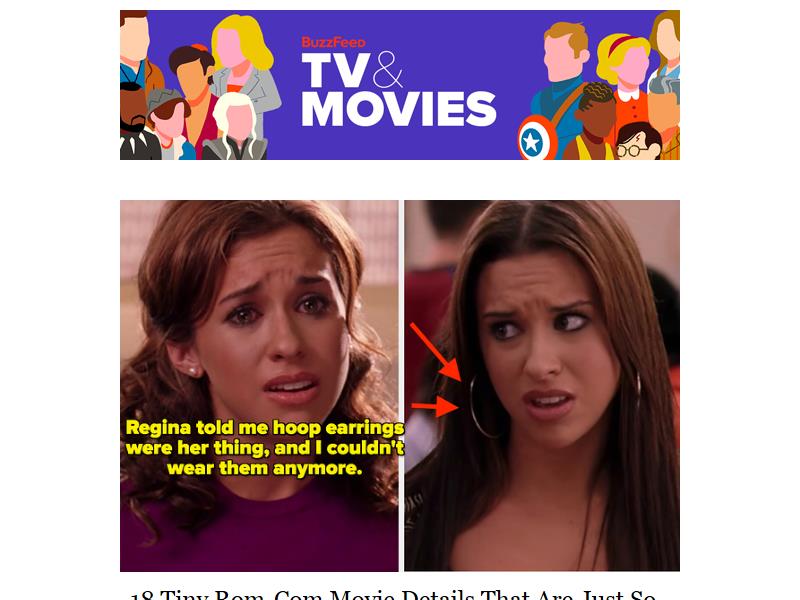 BuzzFeed
TV&
MOVIES
Regina told me hoop earrings
were her thing, and I couldn't
wear them anymore.
18 Tiny Rom-Com Movie Details That Are Just So